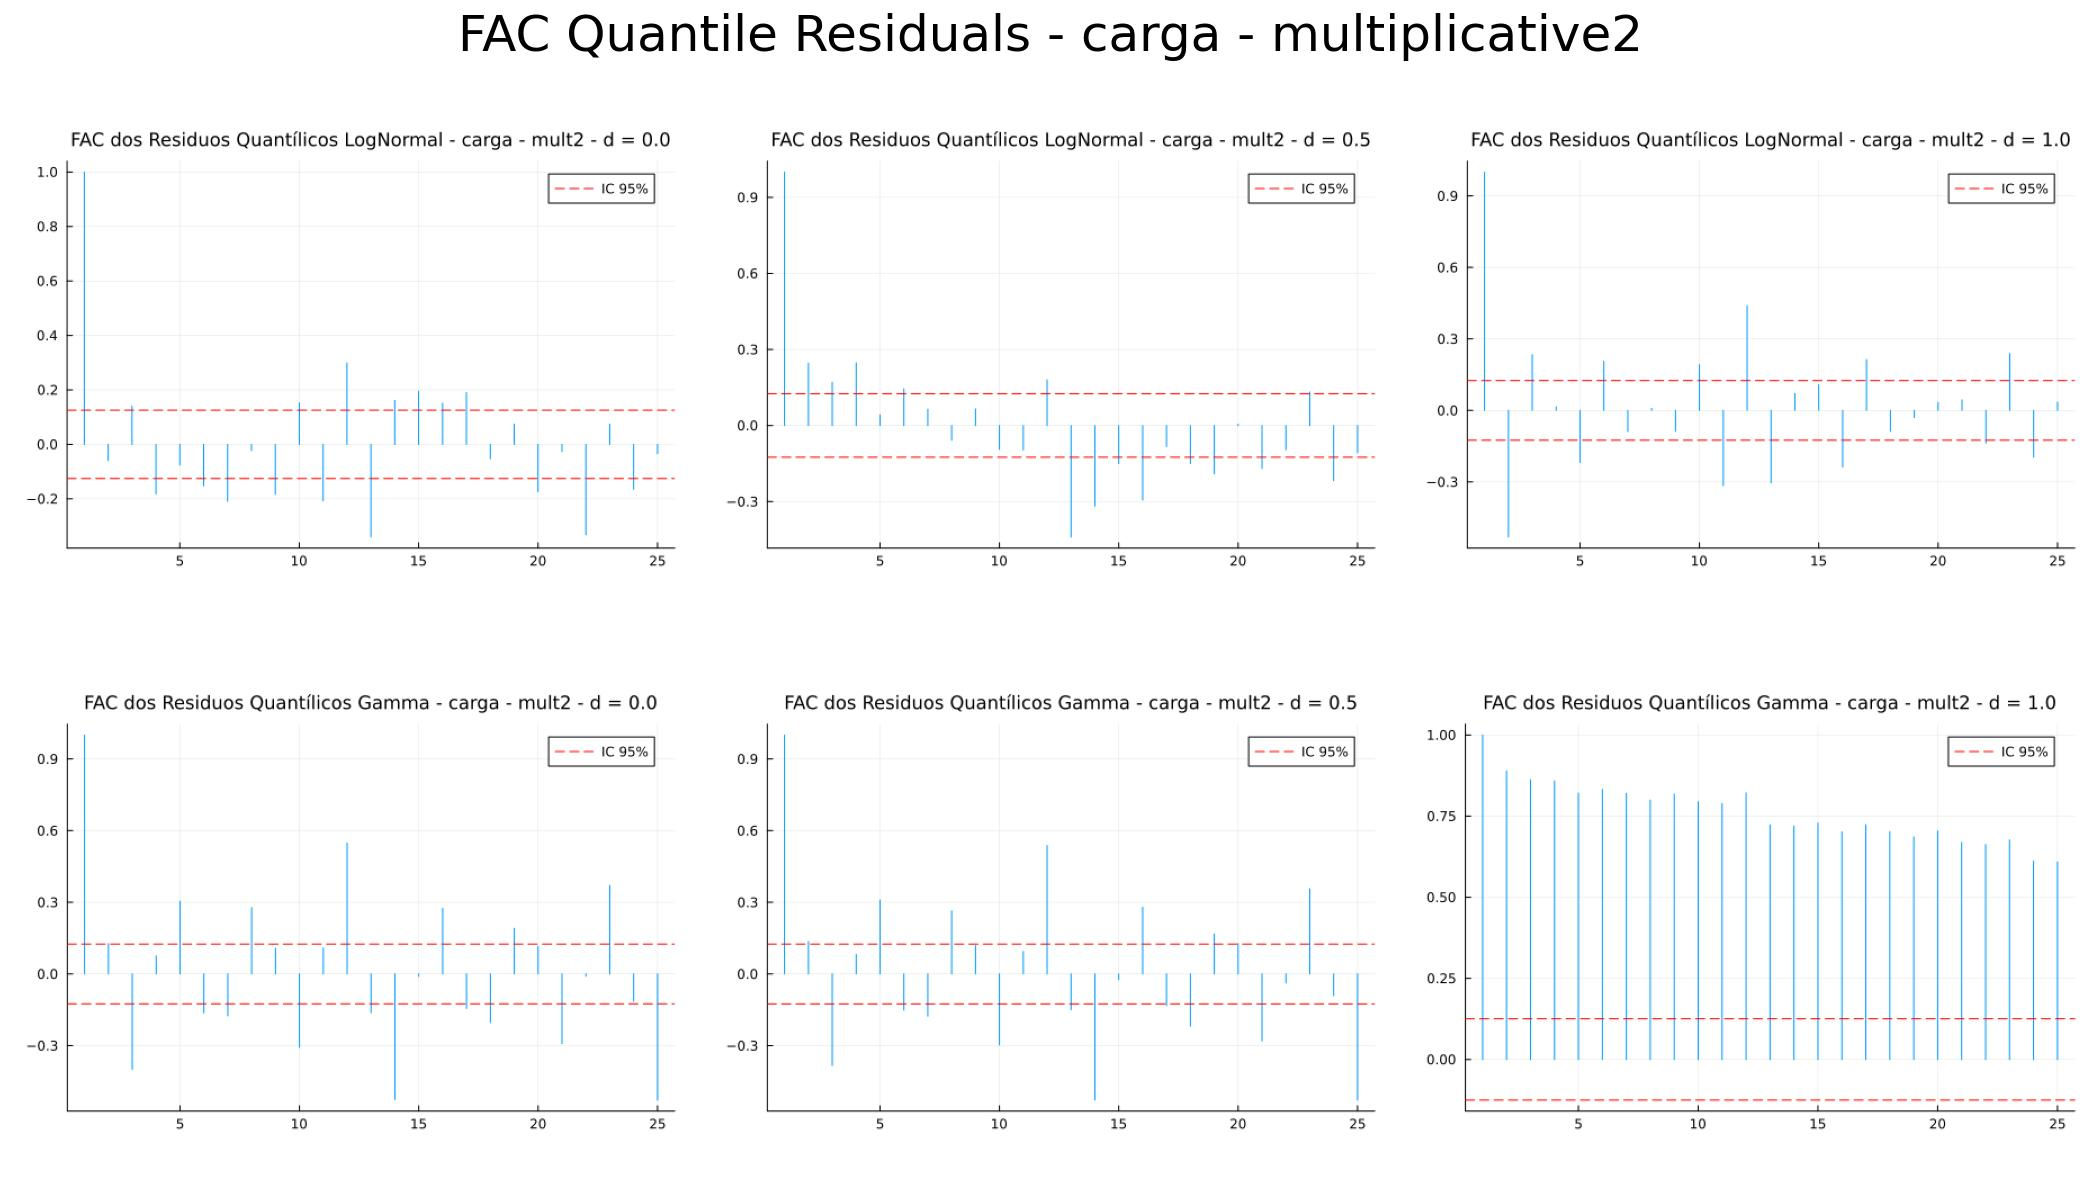 FAC Quantile Residuals - carga - multiplicative2
FAC dos Residuos Quantílicos LogNormal - carga - mult2 - d = 0.0
IC 95%
1.0
0.8
0.6
0.4
0.2
0.0
−0.2
5 10 15 20 25
FAC dos Residuos Quantílicos LogNormal - carga - mult2 - d = 0.5
IC 95%
0.9
0.6
0.3
0.0
−0.3
5 10 15 20 25
FAC dos Residuos Quantílicos LogNormal - carga - mult2 - d = 1.0
IC 95%
0.9
0.6
0.3
0.0
−0.3
5 10 15 20 25
FAC dos Residuos Quantílicos Gamma - carga - mult2 - d = 0.0
IC 95%
0.9
0.6
0.3
0.0
−0.3
5 10 15 20 25
FAC dos Residuos Quantílicos Gamma - carga - mult2 - d = 0.5
IC 95%
0.9
0.6
0.3
0.0
−0.3
5 10 15 20 25
FAC dos Residuos Quantílicos Gamma - carga - mult2 - d = 1.0
IC 95%
1.00
0.75
0.50
0.25
0.00
5 10 15 20 25